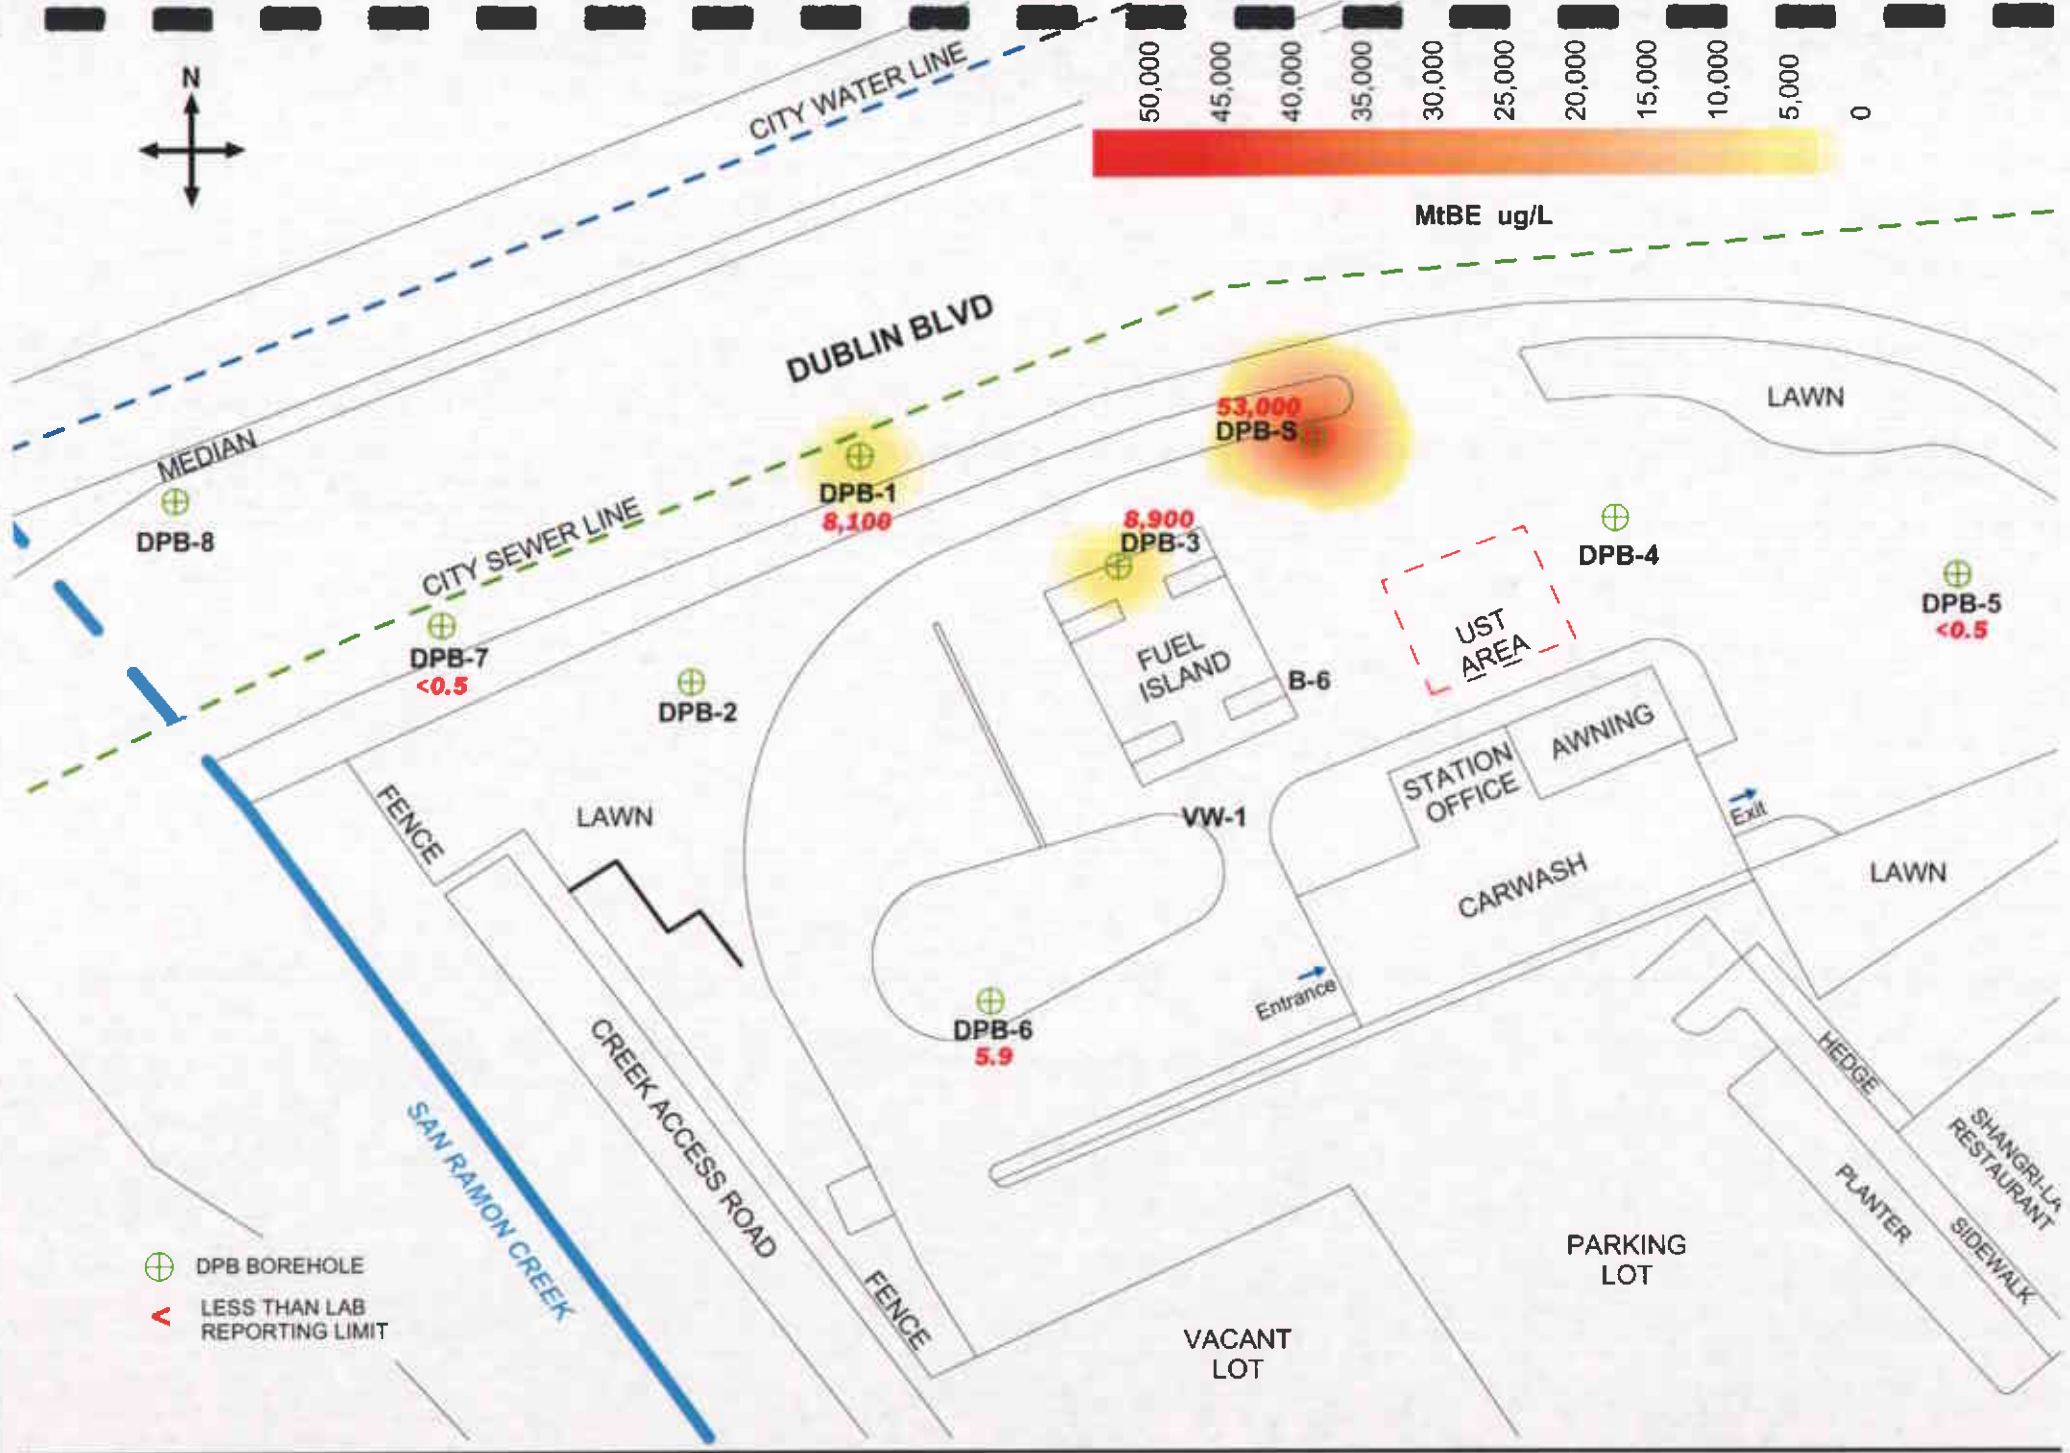 N
CITY WATER LINE
50,000
45,000
40,000
35,000
30,000
25,000
20,000
15,000
10,000
5,000
0
MtBE ug/L
DUBLIN BLVD
MEDIAN
DPB-8
CITY SEWER LINE
DPB-1
8,100
53,000
DPB-S
LAWN
8,900
DPB-3
DPB-4
DPB-5
<0.5
DPB-7
<0.5
DPB-2
FUEL
ISLAND
B-6
UST
AREA
STATION
OFFICE
AWNING
FENCE
LAWN
VW-1
Exit
CARWASH
LAWN
Entrance
DPB-6
5.9
CREEK ACCESS ROAD
SAN RAMON CREEK
HEDGE
SHANGRI-LA
RESTAURANT
PLANTER
SIDEWALK
FENCE
PARKING
LOT
VACANT
LOT
DPB BOREHOLE
< LESS THAN LAB
REPORTING LIMIT